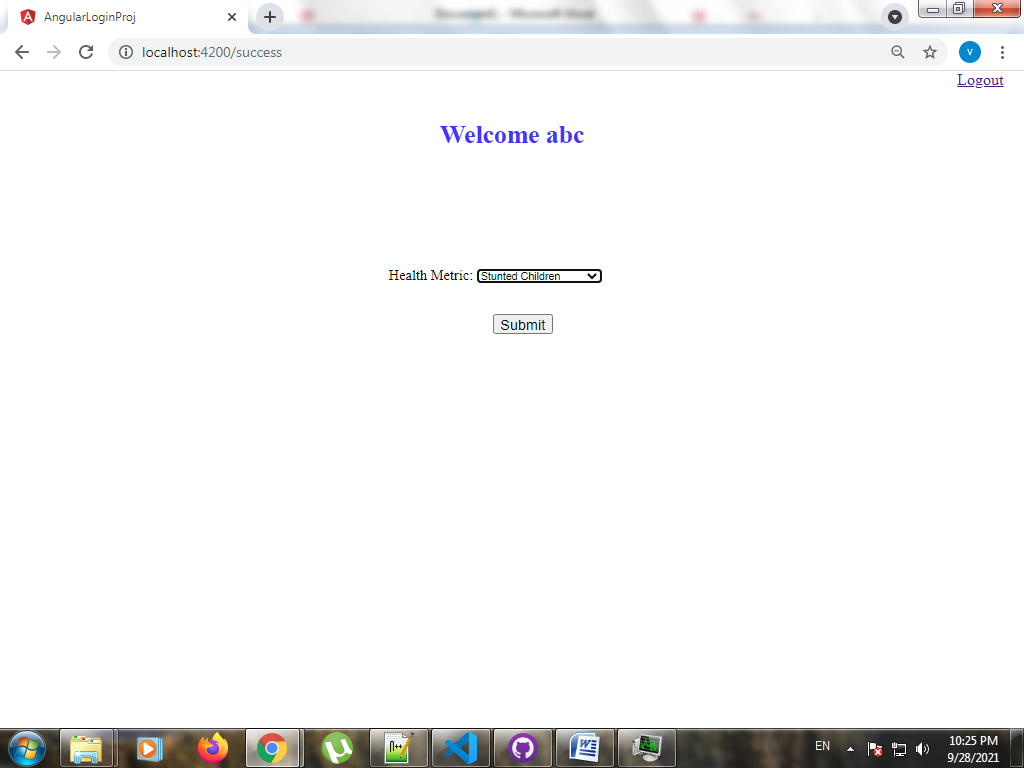 AngularLoginProj
localhost:4200/success
Logout
Welcome abc
Health Metric: Stunted Children
Submit
EN
10:25 PM
9/28/2021